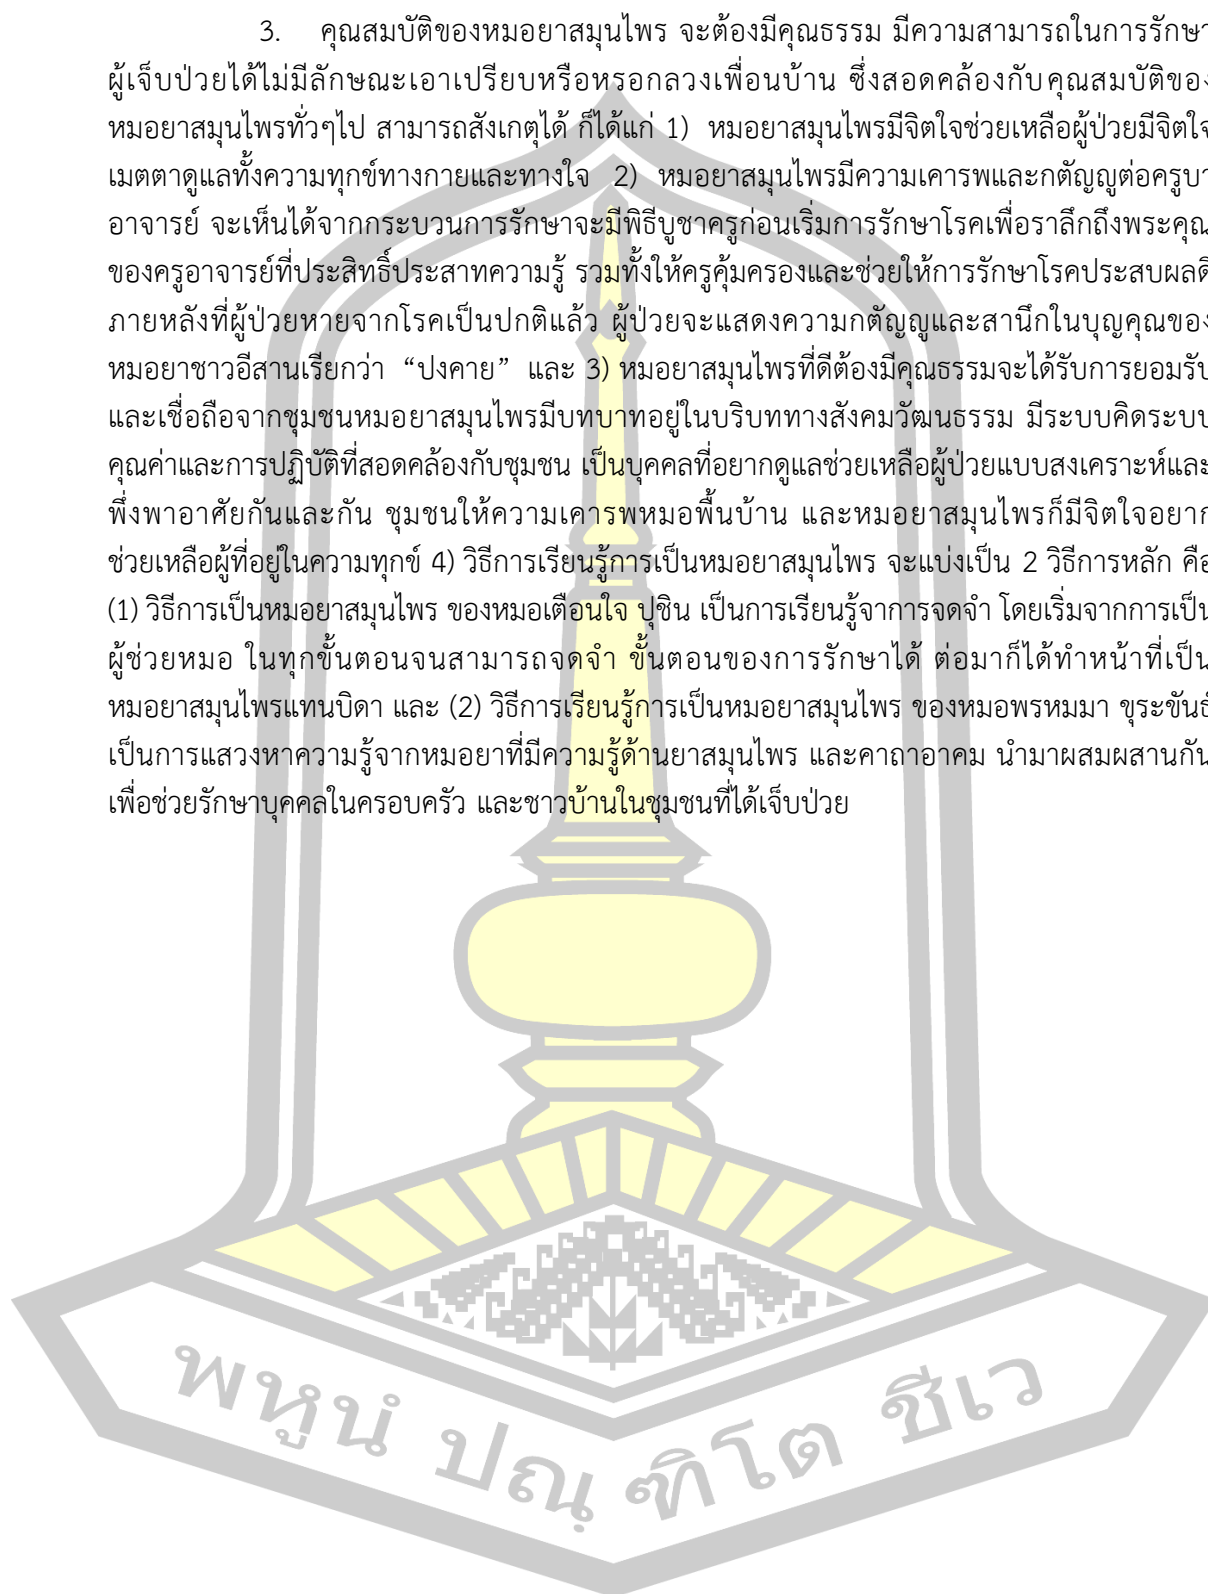 3. คุณสมบัติของหมอยาสมุนไพร จะต้องมีคุณธรรม มีความสามารถในการรักษา
ผู้เจ็บป่วยได้ไม่มีลักษณะเอาเปรียบหรือหรอกลวงเพื่อนบ้าน ซึ่งสอดคล้องกับคุณสมบัติของ
หมอยาสมุนไพรทั่วๆไป สามารถสังเกตุได้ ก็ได้แก่ 1) หมอยาสมุนไพรมีจิตใจช่วยเหลือผู้ป่วยมีจิตใจ
เมตตาดูแลทั้งความทุกข์ทางกายและทางใจ 2) หมอยาสมุนไพรมีความเคารพและกตัญญูต่อครูบา
อาจารย์ จะเห็นได้จากกระบวนการรักษาจะมีพิธีบูชาครูก่อนเริ่มการรักษาโรคเพื่อราลึกถึงพระคุณ
ของครูอาจารย์ที่ประสิทธิ์ประสาทความรู้ รวมทั้งให้ครูคุ้มครองและช่วยให้การรักษาโรคประสบผลดี
ภายหลังที่ผู้ป่วยหายจากโรคเป็นปกติแล้ว ผู้ป่วยจะแสดงความกตัญญูและสานึกในบุญคุณของ
หมอยาชาวอีสานเรียกว่า “ปงคาย” และ 3) หมอยาสมุนไพรที่ดีต้องมีคุณธรรมจะได้รับการยอมรับ
และเชื่อถือจากชุมชนหมอยาสมุนไพรมีบทบาทอยู่ในบริบททางสังคมวัฒนธรรม มีระบบคิดระบบ
คุณค่าและการปฏิบัติที่สอดคล้องกับชุมชน เป็นบุคคลที่อยากดูแลช่วยเหลือผู้ป่วยแบบสงเคราะห์และ
พึ่งพาอาศัยกันและกัน ชุมชนให้ความเคารพหมอพื้นบ้าน และหมอยาสมุนไพรก็มีจิตใจอยาก
ช่วยเหลือผู้ที่อยู่ในความทุกข์ 4) วิธีการเรียนรู้การเป็นหมอยาสมุนไพร จะแบ่งเป็น 2 วิธีการหลัก คือ
(1) วิธีการเป็นหมอยาสมุนไพร ของหมอเตือนใจ ปุชิน เป็นการเรียนรู้จาการจดจำ โดยเริ่มจากการเป็น
ผู้ช่วยหมอ ในทุกขั้นตอนจนสามารถจดจำ ขั้นตอนของการรักษาได้ ต่อมาก็ได้ทำหน้าที่เป็น
หมอยาสมุนไพรแทนบิดา และ (2) วิธีการเรียนรู้การเป็นหมอยาสมุนไพร ของหมอพรหมมา ขุระขันธ์
เป็นการแสวงหาความรู้จากหมอยาที่มีความรู้ด้านยาสมุนไพร และคาถาอาคม นำมาผสมผสานกัน
เพื่อช่วยรักษาบุคคลในครอบครัว และชาวบ้านในชุมชนที่ได้เจ็บป่วย
พหูนํ ปณฺ ฑิโต ชีเว